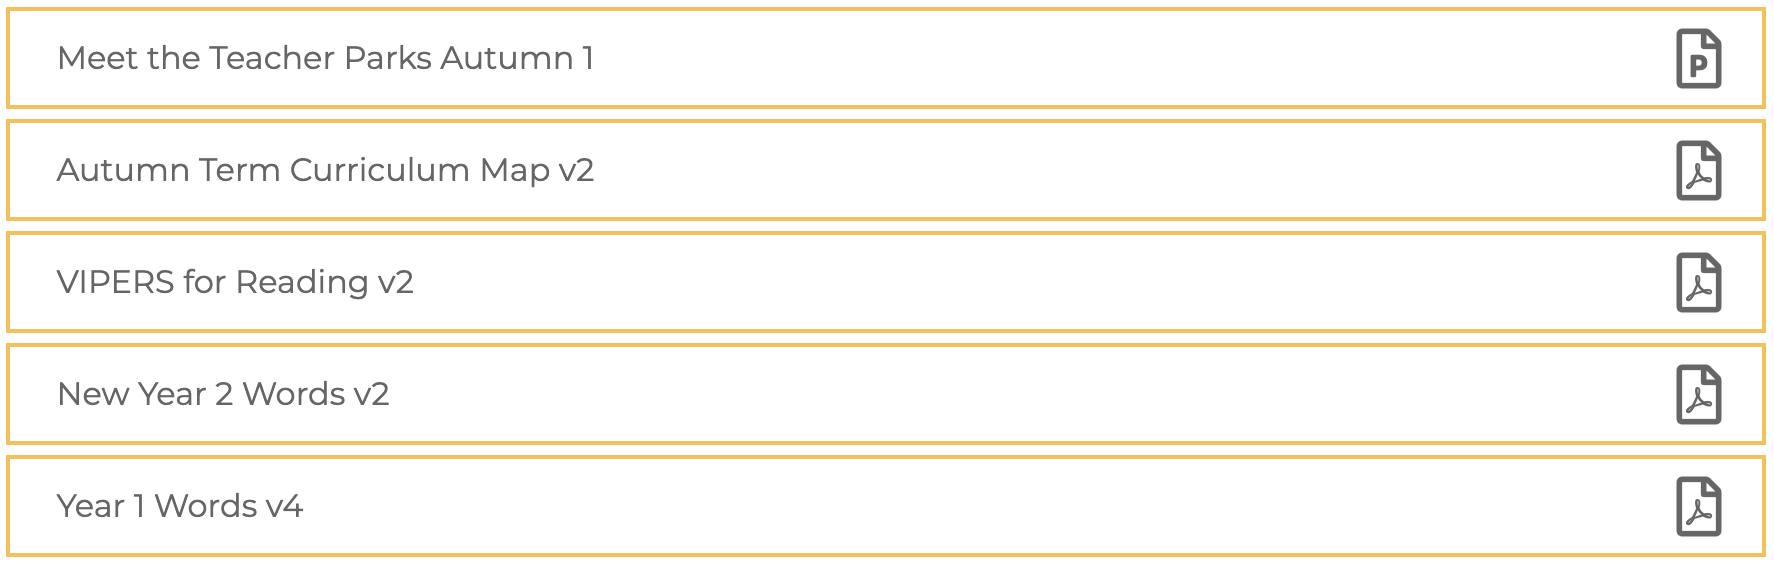 Meet the Teacher Parks Autumn 1
Autumn Term Curriculum Map v2
VIPERS for Reading v2
New Year 2 Words v2
Year 1 Words v4